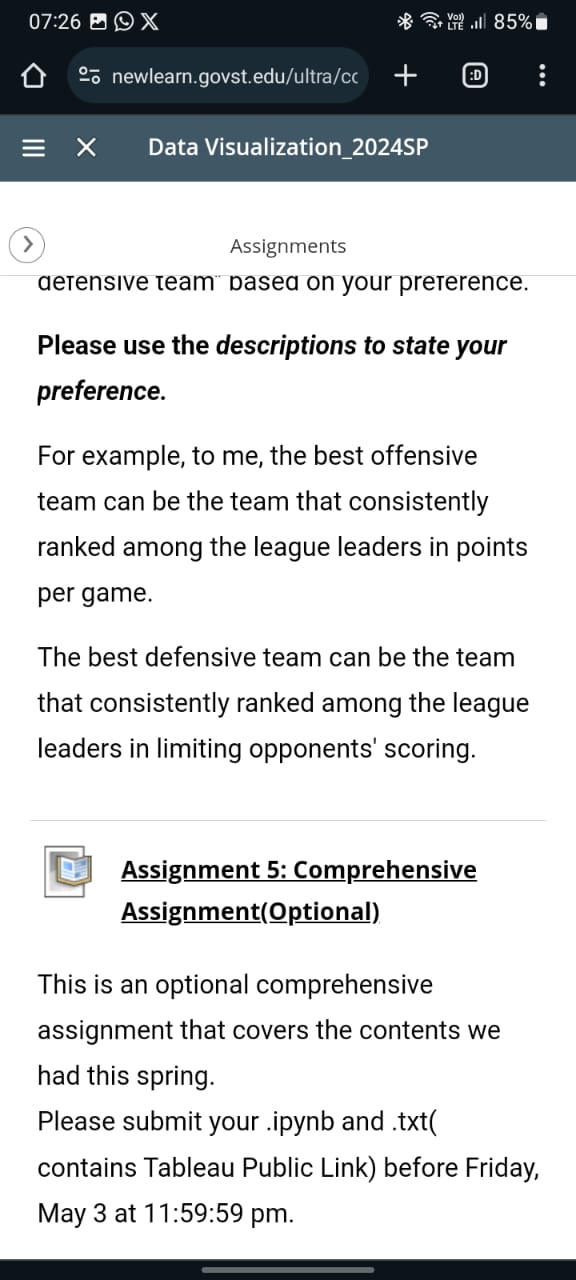 07:26 85%
newlearn.govst.edu/ultra/cc
Data Visualization_2024SP
Assignments
defensive team" based on your preference.
Please use the descriptions to state your
preference.
For example, to me, the best offensive
team can be the team that consistently
ranked among the league leaders in points
per game.
The best defensive team can be the team
that consistently ranked among the league
leaders in limiting opponents' scoring.
Assignment 5: Comprehensive
Assignment(Optional)
This is an optional comprehensive
assignment that covers the contents we
had this spring.
Please submit your .ipynb and .txt(
contains Tableau Public Link) before Friday,
May 3 at 11:59:59 pm.